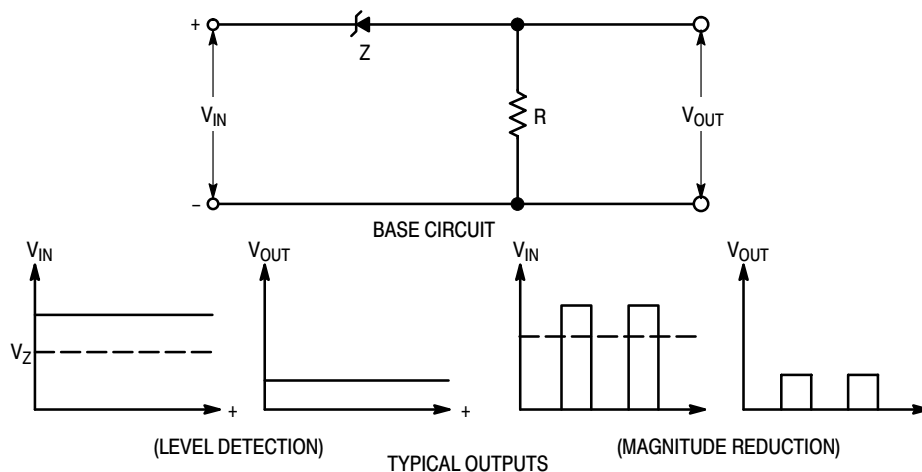 +
Z
V_IN
R
V_OUT
−
BASE CIRCUIT
V_IN
V_OUT
V_IN
V_OUT
V_Z
+
+
(LEVEL DETECTION)
(MAGNITUDE REDUCTION)
TYPICAL OUTPUTS